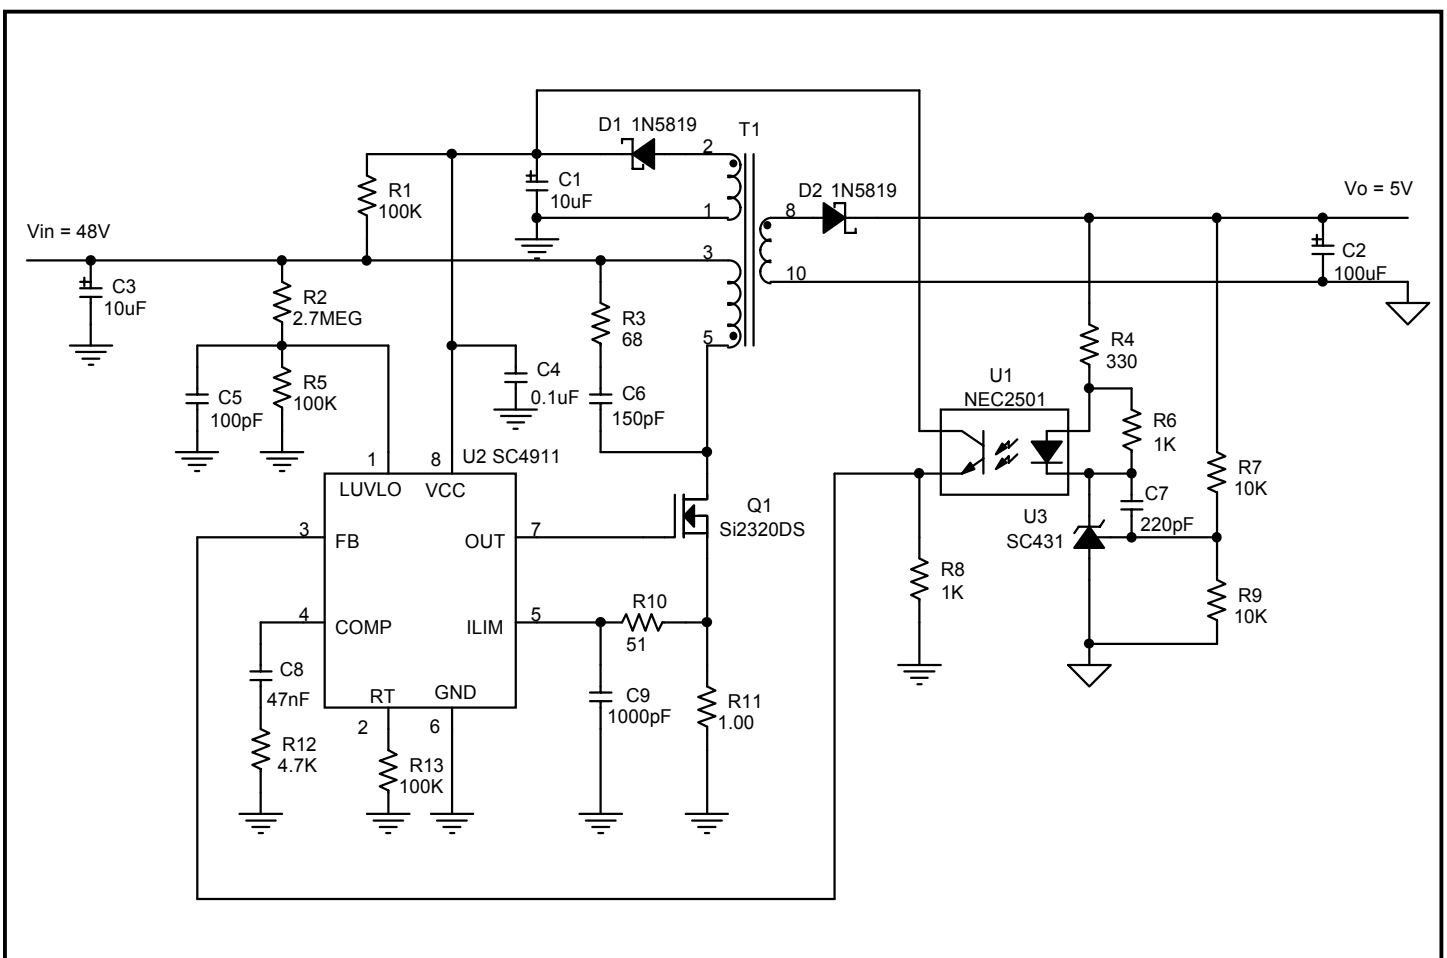 D1 1N5819
T1
2
C1
10uF
R1
100K
1
D2 1N5819
8
Vo = 5V
Vin = 48V
3
10
C2
100uF
C3
10uF
R2
2.7MEG
R3
68
5
R4
330
C5
100pF
R5
100K
C4
0.1uF
C6
150pF
U1
NEC2501
R6
1K
1
8
U2 SC4911
LUVLO
VCC
R7
10K
C7
220pF
Q1
Si2320DS
U3
SC431
3
FB
OUT
7
R8
1K
R9
10K
4
COMP
ILIM
5
R10
51
C8
47nF
RT
GND
C9
1000pF
R11
1.00
2
6
R12
4.7K
R13
100K